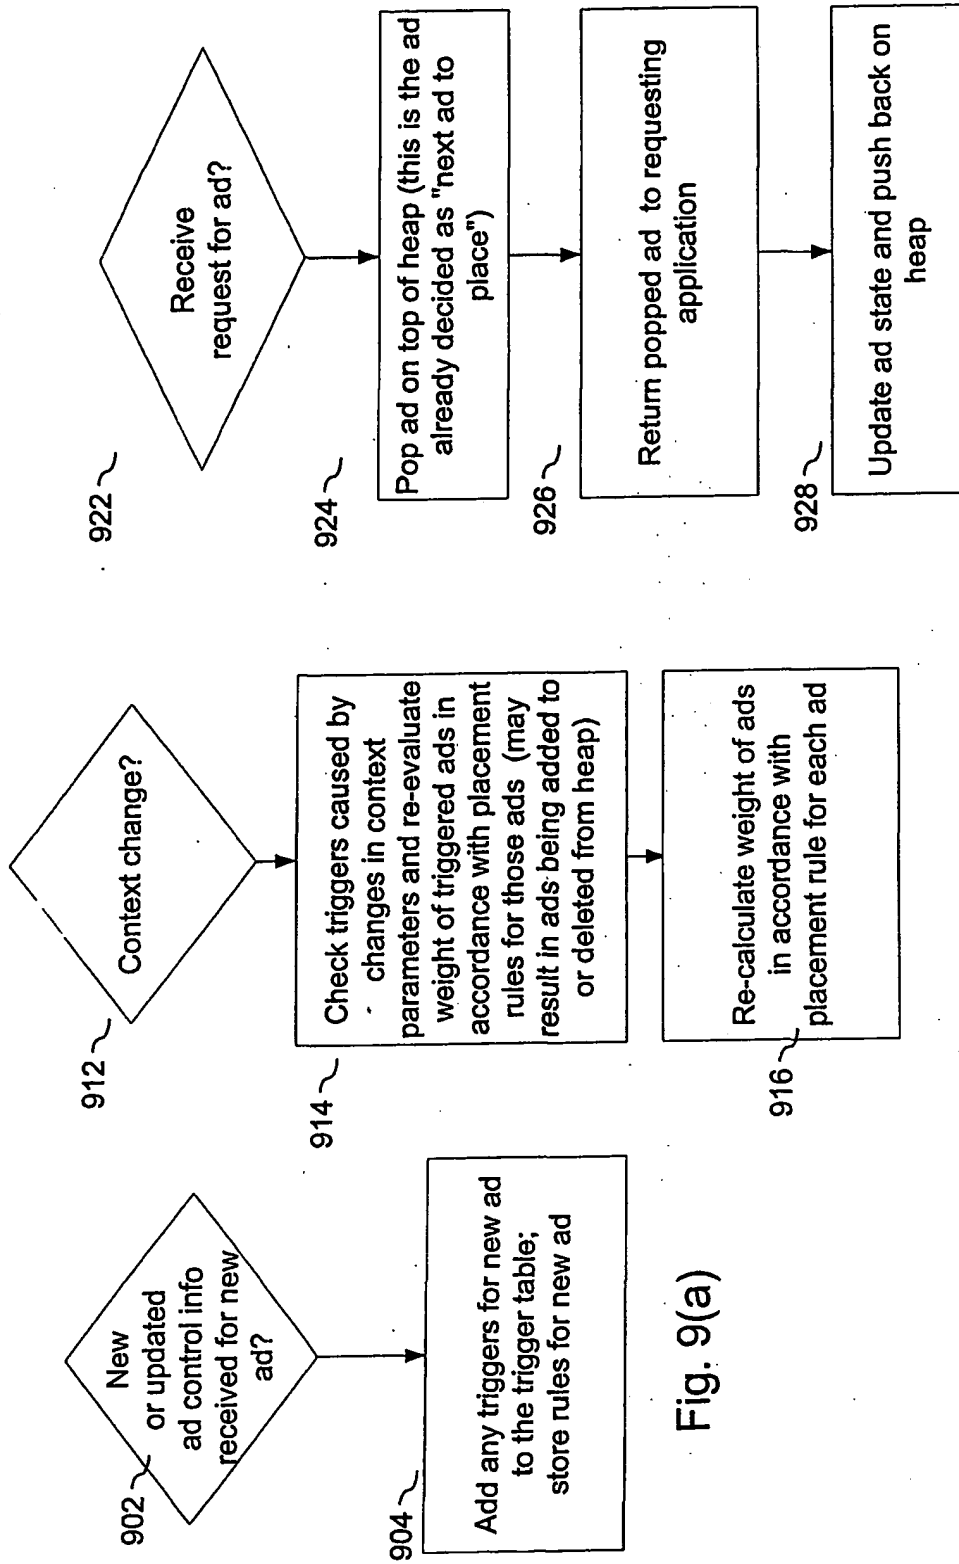 902
New
or updated
ad control info
received for new
ad?
904
Add any triggers for new ad
to the trigger table;
store rules for new ad
912
Context change?
914
Check triggers caused by
changes in context
parameters and re-evaluate
weight of triggered ads in
accordance with placement
rules for those ads (may
result in ads being added to
or deleted from heap)
916
Re-calculate weight of ads
in accordance with
placement rule for each ad
922
Receive
request for ad?
924
Pop ad on top of heap (this is the ad
already decided as "next ad to
place")
926
Return popped ad to requesting
application
928
Update ad state and push back on
heap
Fig. 9(a)